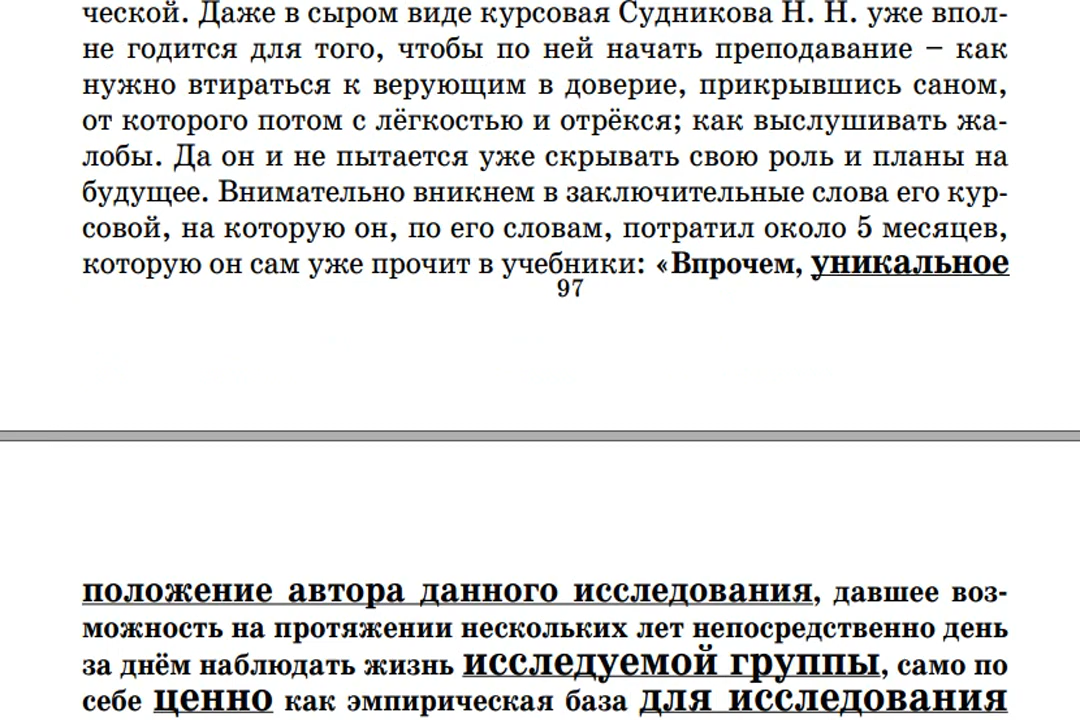 ческой. Даже в сыром виде курсовая Судникова Н. Н. уже впол-
не годится для того, чтобы по ней начать преподавание – как
нужно втираться к верующим в доверие, прикрывшись саном,
от которого потом с лёгкостью и отрёкся; как выслушивать жа-
лобы. Да он и не пытается уже скрывать свою роль и планы на
будущее. Внимательно вникнем в заключительные слова его кур-
совой, на которую он, по его словам, потратил около 5 месяцев,
которую он сам уже прочит в учебники: «Впрочем, уникальное
97
положение автора данного исследования, давшее воз-
можность на протяжении нескольких лет непосредственно день
за днём наблюдать жизнь исследуемой группы, само по
себе ценно как эмпирическая база для исследования